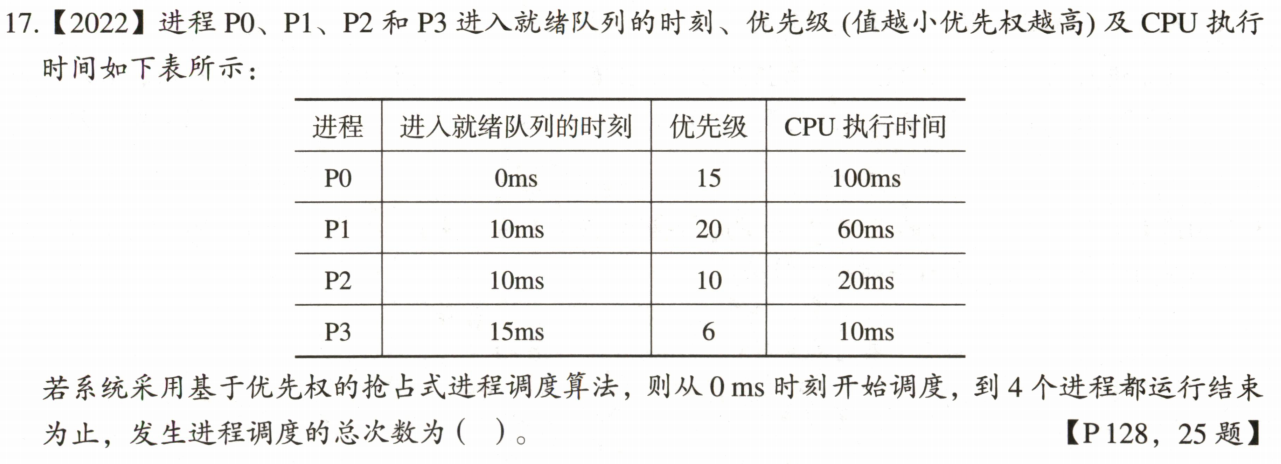 17.【2022】进程 P0、P1、P2 和 P3 进入就绪队列的时刻、优先级 (值越小优先权越高) 及 CPU 执行
时间如下表所示：
进程 进入就绪队列的时刻 优先级 CPU 执行时间
P0 0ms 15 100ms
P1 10ms 20 60ms
P2 10ms 10 20ms
P3 15ms 6 10ms
若系统采用基于优先权的抢占式进程调度算法，则从 0 ms 时刻开始调度，到 4 个进程都运行结束
为止，发生进程调度的总次数为 ( )。 【P 128，25 题】